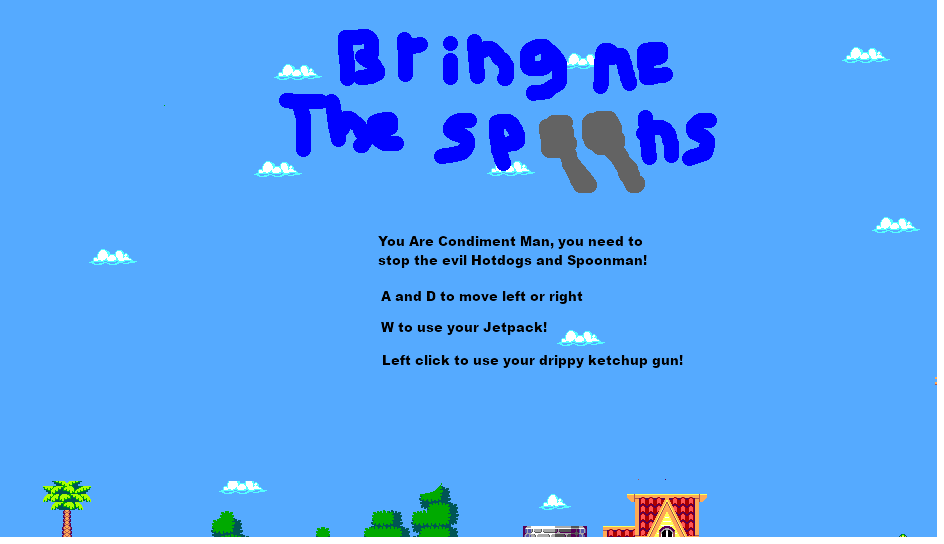 Bring me
The spoons
You Are Condiment Man, you need to
stop the evil Hotdogs and Spoonman!
A and D to move left or right
W to use your Jetpack!
Left click to use your drippy ketchup gun!